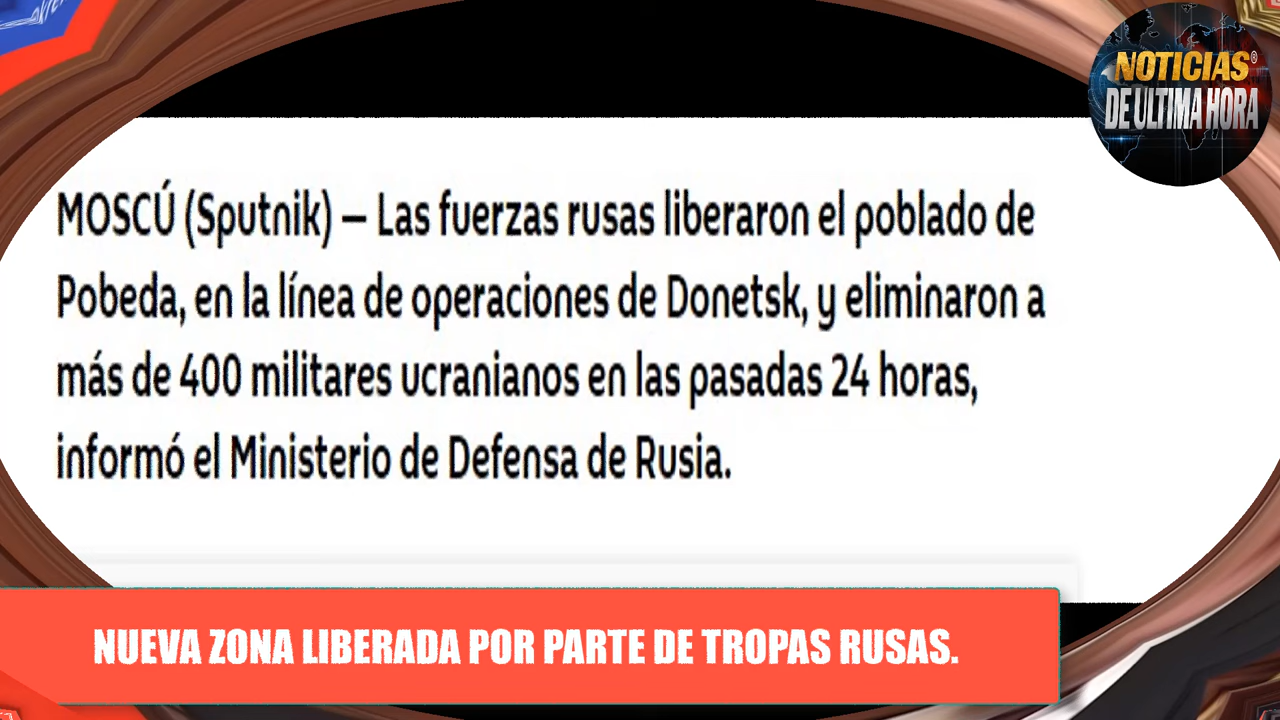 NOTICIAS®
DE ULTIMA HORA
MOSCÚ (Sputnik) — Las fuerzas rusas liberaron el poblado de
Pobeda, en la línea de operaciones de Donetsk, y eliminaron a
más de 400 militares ucranianos en las pasadas 24 horas,
informó el Ministerio de Defensa de Rusia.
NUEVA ZONA LIBERADA POR PARTE DE TROPAS RUSAS.